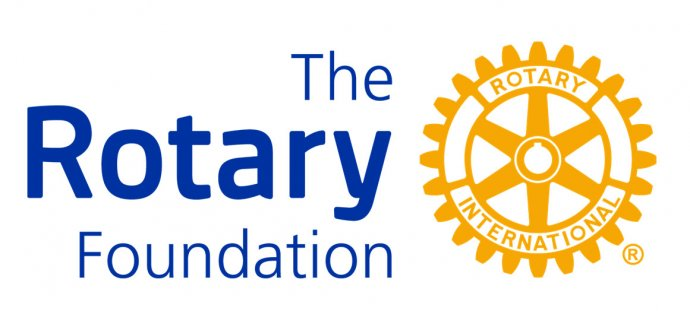 The
Rotary
Foundation
ROTARY
INTERNATIONAL
®